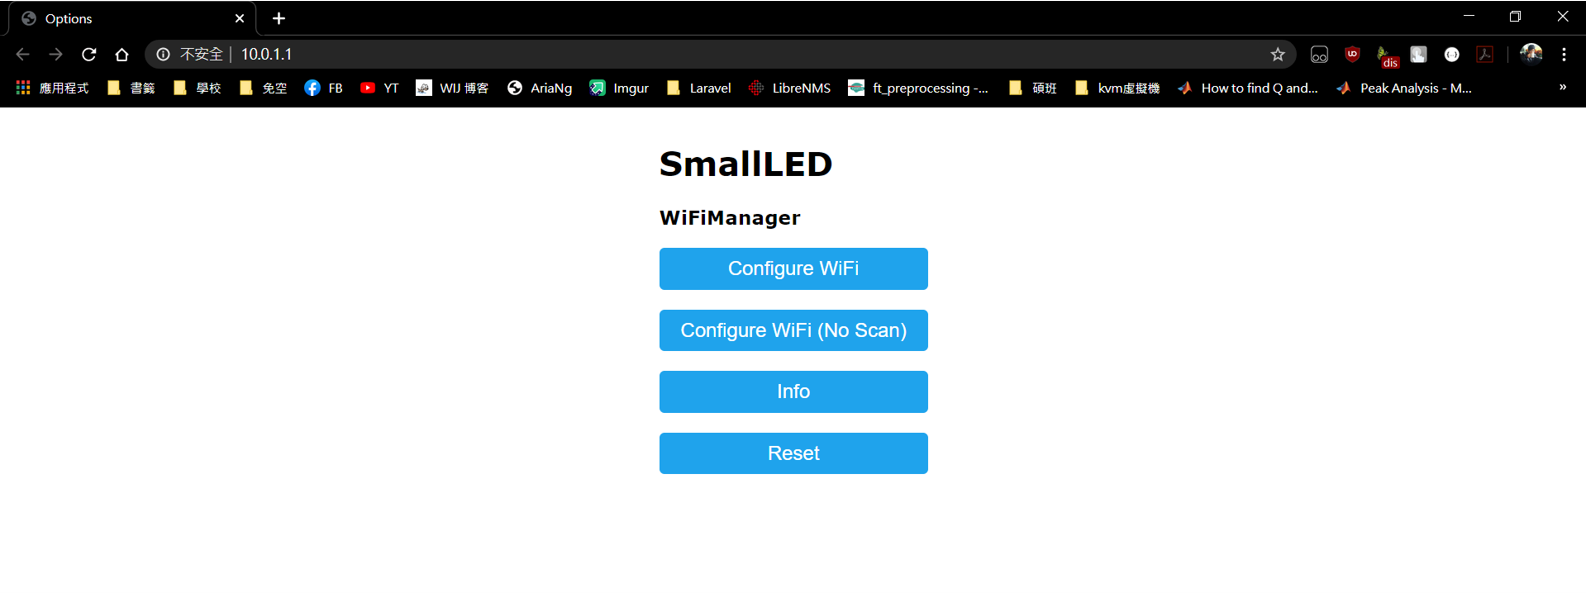 Options
不安全 | 10.0.1.1
應用程式 書籤 學校 免空 FB YT WIJ 博客 AriaNg Imgur Laravel LibreNMS ft_preprocessing -... 碩班 kvm虛擬機 How to find Q and... Peak Analysis - M... »
dis
SmallLED
WiFiManager
Configure WiFi
Configure WiFi (No Scan)
Info
Reset